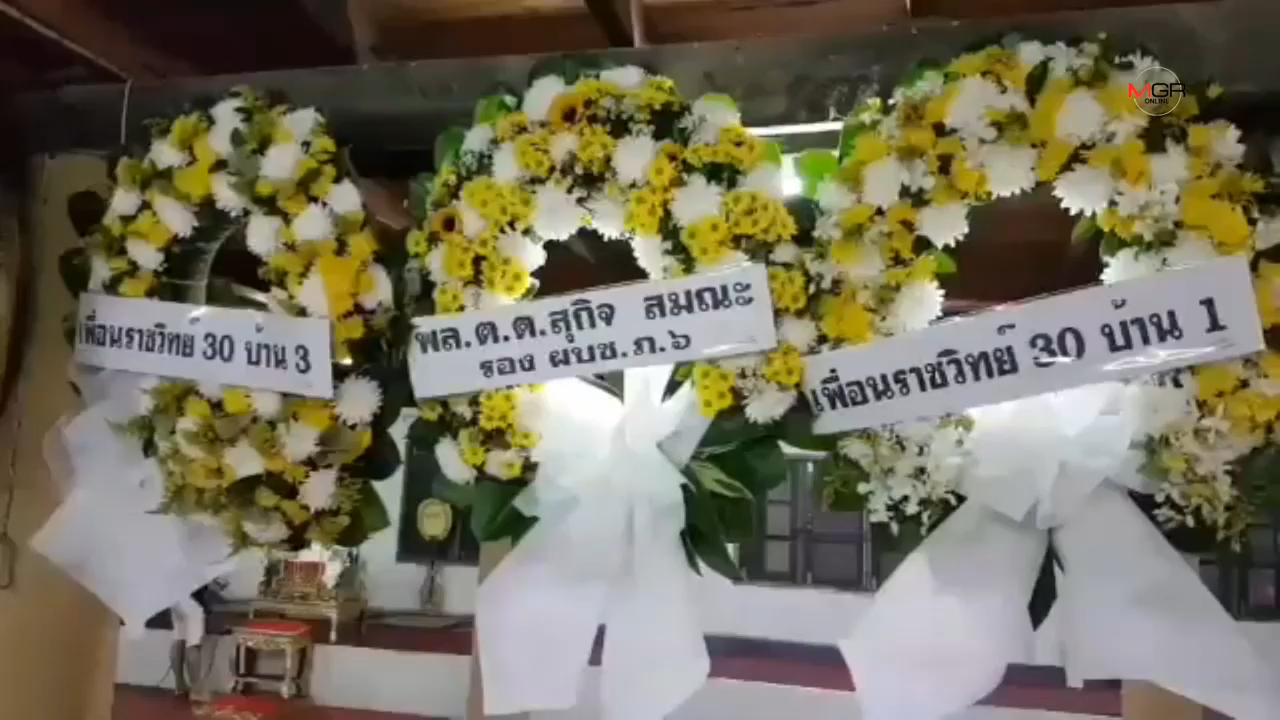 MGR
ONLINE
เพื่อนราชวิทย์ 30 บ้าน 3
พล.ต.ต.สุกิจ สมณะ
รอง ผบช.ภ.๖
เพื่อนราชวิทย์ 30 บ้าน 1